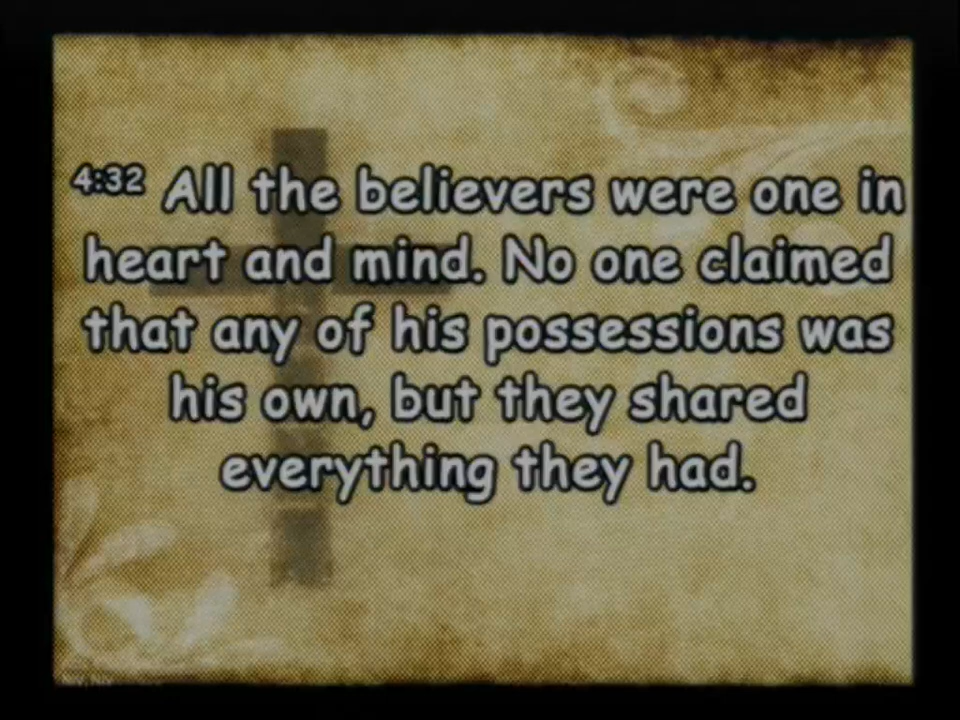 4:32 All the believers were one in
heart and mind. No one claimed
that any of his possessions was
his own, but they shared
everything they had.